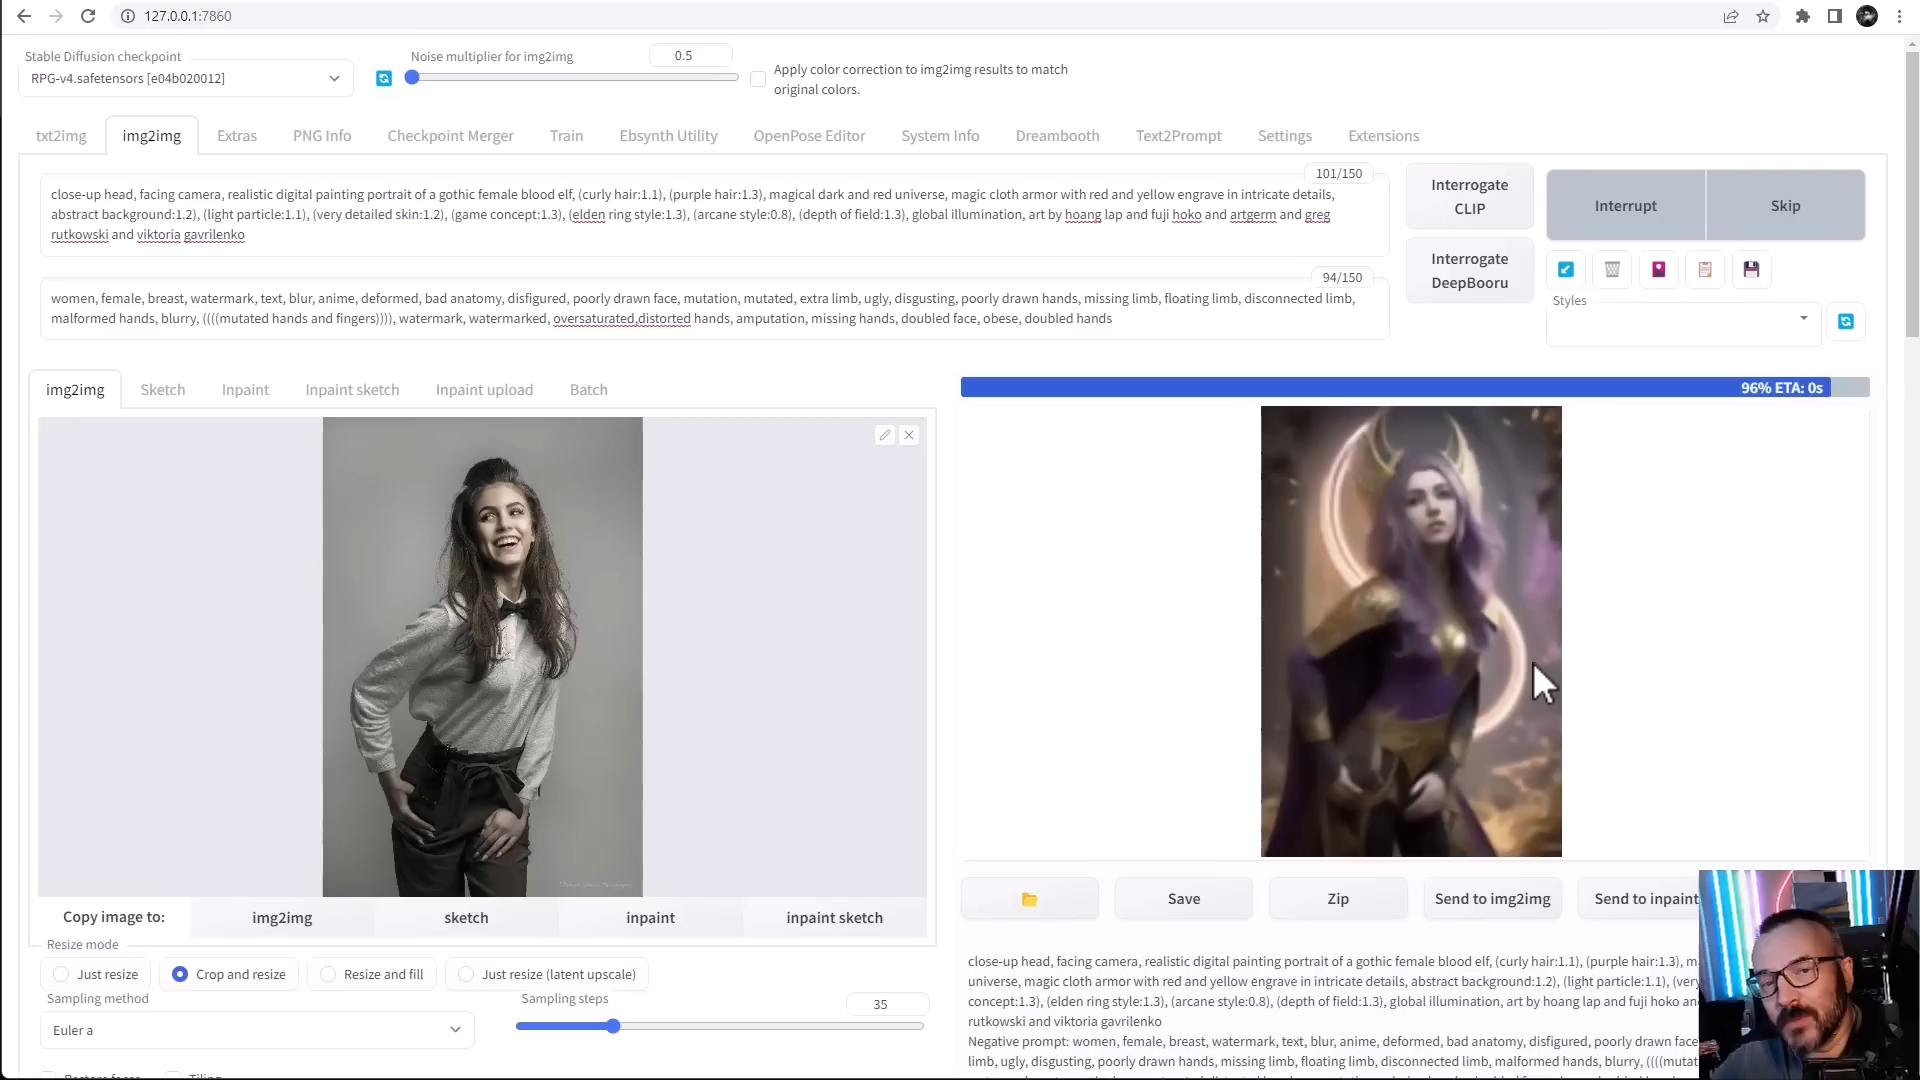 127.0.0.1:7860
Stable Diffusion checkpoint
RPG-v4.safetensors [e04b020012]
Noise multiplier for img2img
0.5
Apply color correction to img2img results to match
original colors.
txt2img
img2img
Extras
PNG Info
Checkpoint Merger
Train
Ebsynth Utility
OpenPose Editor
System Info
Dreambooth
Text2Prompt
Settings
Extensions
101/150
close-up head, facing camera, realistic digital painting portrait of a gothic female blood elf, (curly hair:1.1), (purple hair:1.3), magical dark and red universe, magic cloth armor with red and yellow engrave in intricate details,
abstract background:1.2), (light particle:1.1), (very detailed skin:1.2), (game concept:1.3), (elden ring style:1.3), (arcane style:0.8), (depth of field:1.3), global illumination, art by hoang lap and fuji hoko and artgerm and greg
rutkowski and viktoria gavrilenko
94/150
women, female, breast, watermark, text, blur, anime, deformed, bad anatomy, disfigured, poorly drawn face, mutation, mutated, extra limb, ugly, disgusting, poorly drawn hands, missing limb, floating limb, disconnected limb,
malformed hands, blurry, ((((mutated hands and fingers)))), watermark, watermarked, oversaturated,distorted hands, amputation, missing hands, doubled face, obese, doubled hands
Interrogate
CLIP
Interrogate
DeepBooru
Interrupt
Skip
Styles
img2img
Sketch
Inpaint
Inpaint sketch
Inpaint upload
Batch
96% ETA: 0s
Copy image to:
img2img
sketch
inpaint
inpaint sketch
Resize mode
Just resize
Crop and resize
Resize and fill
Just resize (latent upscale)
Sampling method
Euler a
Sampling steps
35
Save
Zip
Send to img2img
Send to inpaint
close-up head, facing camera, realistic digital painting portrait of a gothic female blood elf, (curly hair:1.1), (purple hair:1.3), m
universe, magic cloth armor with red and yellow engrave in intricate details, abstract background:1.2), (light particle:1.1), (very
concept:1.3), (elden ring style:1.3), (arcane style:0.8), (depth of field:1.3), global illumination, art by hoang lap and fuji hoko an
rutkowski and viktoria gavrilenko
Negative prompt: women, female, breast, watermark, text, blur, anime, deformed, bad anatomy, disfigured, poorly drawn face
limb, ugly, disgusting, poorly drawn hands, missing limb, floating limb, disconnected limb, malformed hands, blurry, ((((mutat